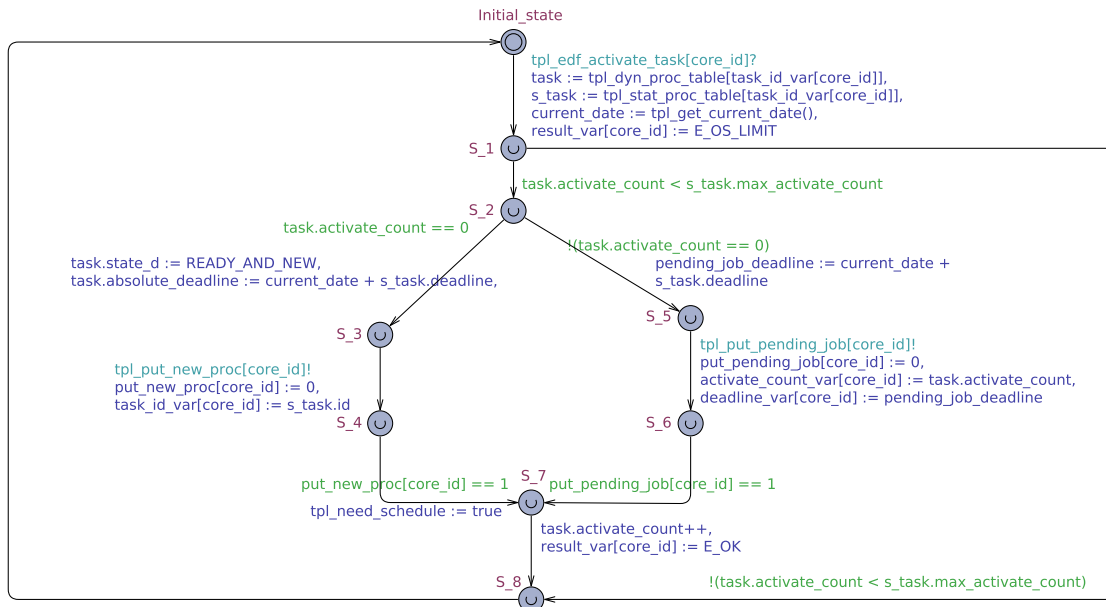 Initial_state
tpl_edf_activate_task[core_id]?
task := tpl_dyn_proc_table[task_id_var[core_id]],
s_task := tpl_stat_proc_table[task_id_var[core_id]],
current_date := tpl_get_current_date(),
result_var[core_id] := E_OS_LIMIT
S_1
task.activate_count < s_task.max_activate_count
S_2
task.activate_count == 0
!(task.activate_count == 0)
task.state_d := READY_AND_NEW,
task.absolute_deadline := current_date + s_task.deadline,
pending_job_deadline := current_date +
s_task.deadline
S_3
S_5
tpl_put_new_proc[core_id]!
put_new_proc[core_id] := 0,
task_id_var[core_id] := s_task.id
tpl_put_pending_job[core_id]!
put_pending_job[core_id] := 0,
activate_count_var[core_id] := task.activate_count,
deadline_var[core_id] := pending_job_deadline
S_4
S_6
S_7
put_new_proc[core_id] == 1
put_pending_job[core_id] == 1
tpl_need_schedule := true
task.activate_count++,
result_var[core_id] := E_OK
S_8
!(task.activate_count < s_task.max_activate_count)